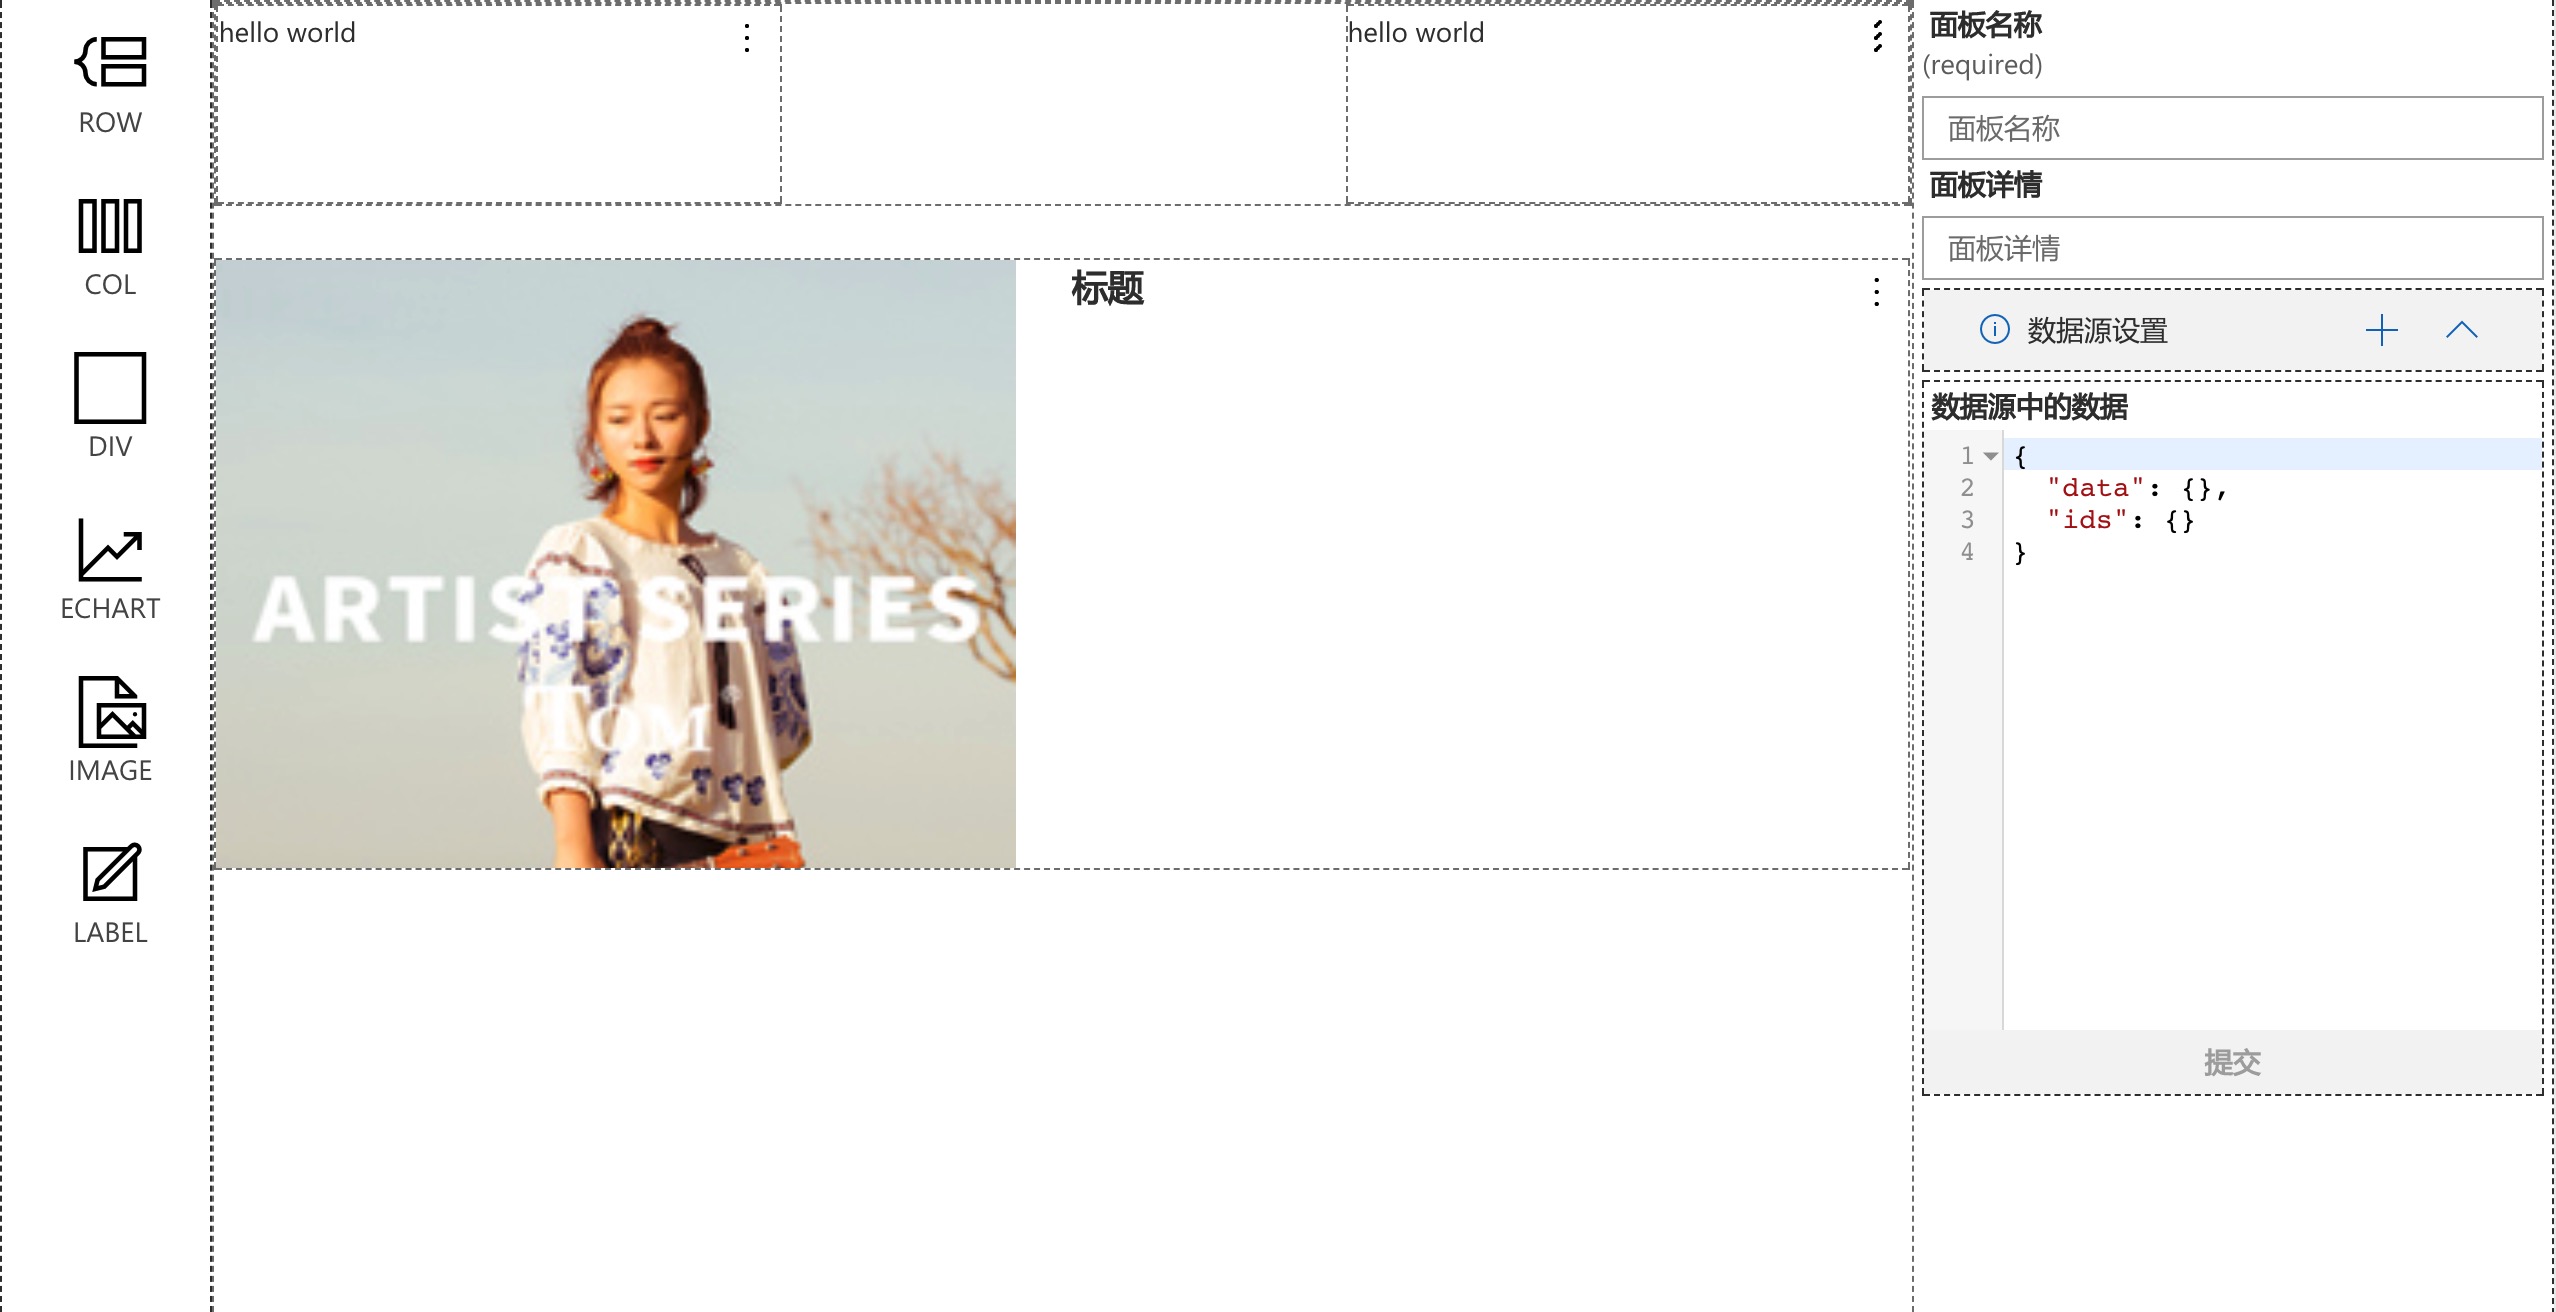 ROW
COL
DIV
ECHART
IMAGE
LABEL
hello world
hello world
标题
ARTIST SERIES
TOM
面板名称
(required)
面板名称
面板详情
面板详情
数据源设置
数据源中的数据
1 {
2 "data": {},
3 "ids": {}
4 }
提交